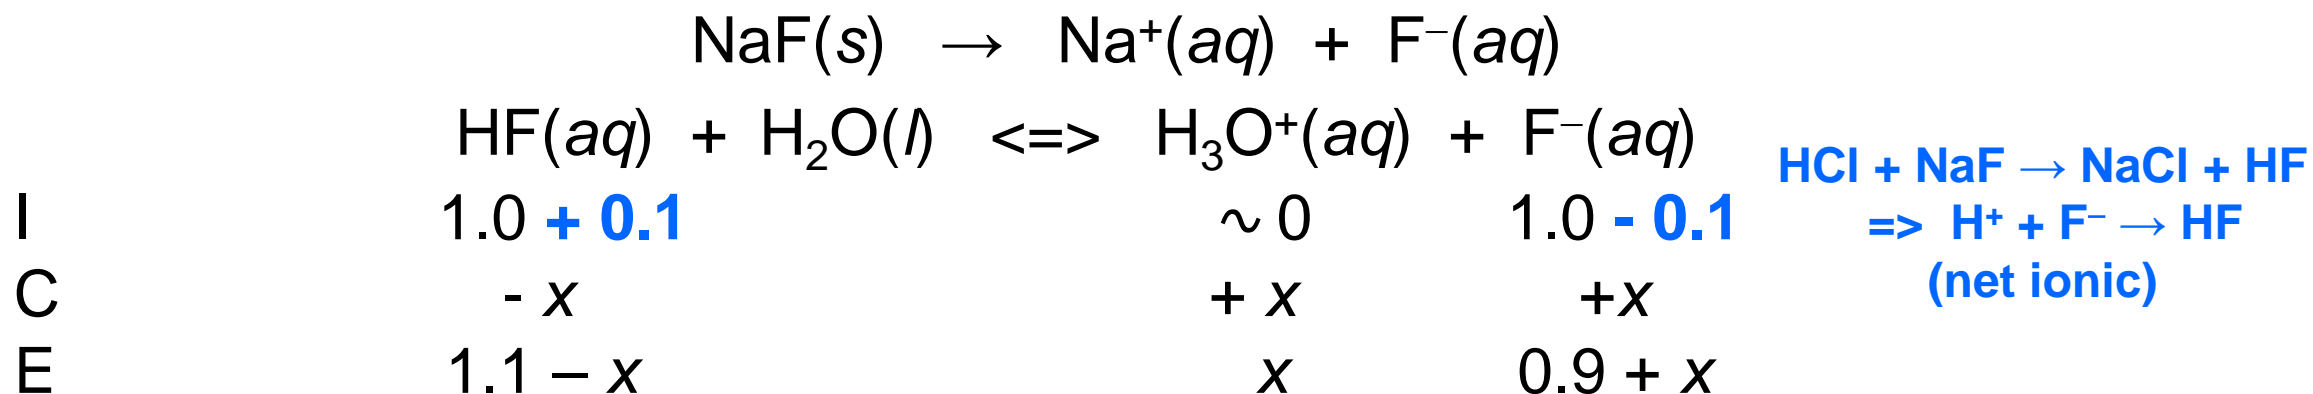 NaF(s) → Na⁺(aq) + F⁻(aq)
HF(aq) + H₂O(l) <=> H₃O⁺(aq) + F⁻(aq)
HCl + NaF → NaCl + HF
I 1.0 + 0.1 ∿ 0 1.0 - 0.1
=> H⁺ + F⁻ → HF
C - x + x +x
(net ionic)
E 1.1 – x x 0.9 + x